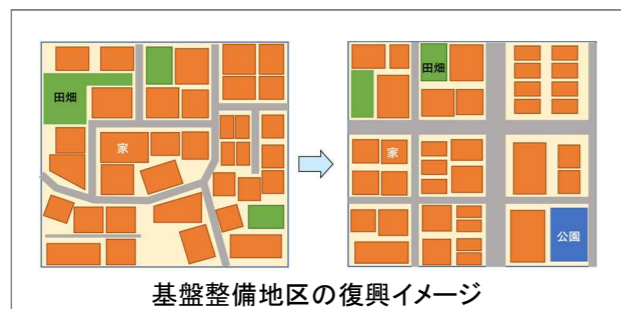 田畑
家
田畑
家
公園
基盤整備地区の復興イメージ